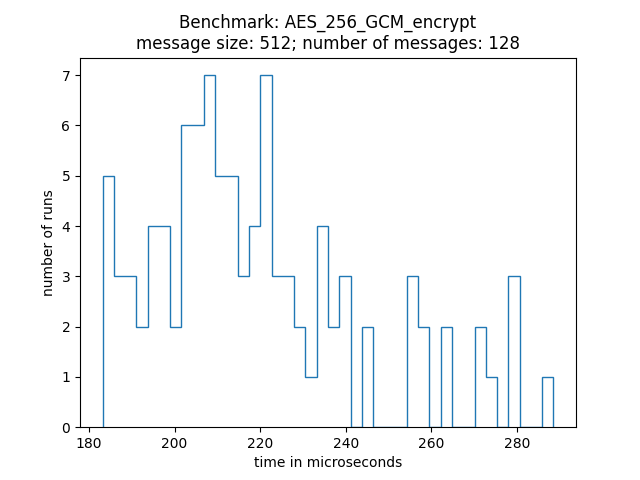 Benchmark: AES_256_GCM_encrypt
message size: 512; number of messages: 128
7
6
5
4
3
2
1
0
number of runs
180 200 220 240 260 280
time in microseconds